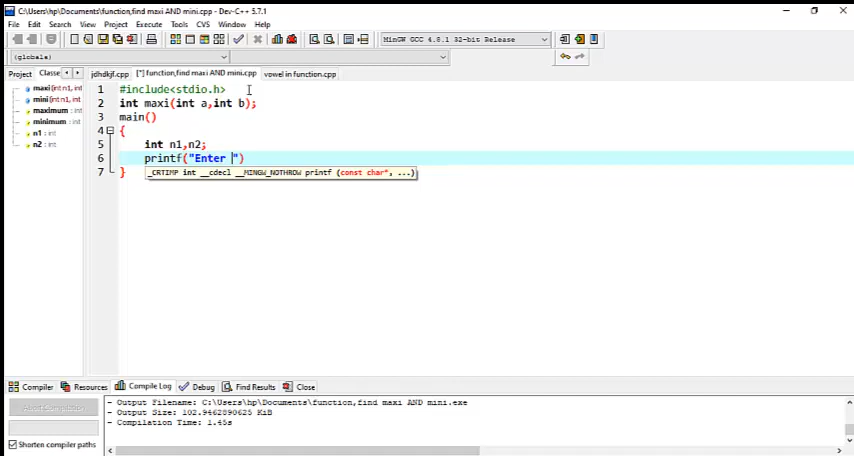 C:\Users\hp\Documents\function,find maxi AND mini.cpp - Dev-C++ 5.7.1
File Edit Search View Project Execute Tools CVS Window Help
MinGW GCC 4.8.1 32-bit Release
(globals)
Project Classe jdhdkjf.cpp [*] function,find maxi AND mini.cpp vowel in function.cpp
maxi (int n1, int
mini (int n1, int
maximum : int
minimum : int
n1 : int
n2 : int
1 #include<stdio.h>
2 int maxi(int a,int b);
3 main()
4 {
5 int n1,n2;
6 printf("Enter ")
7 }
_CRTIMP int __cdecl __MINGW_NOTHROW printf (const char*, ...)
Compiler Resources Compile Log Debug Find Results Close
Abort Compilation
Shorten compiler paths
- Output Filename: C:\Users\hp\Documents\function,find maxi AND mini.exe
- Output Size: 102.9462890625 KiB
- Compilation Time: 1.45s